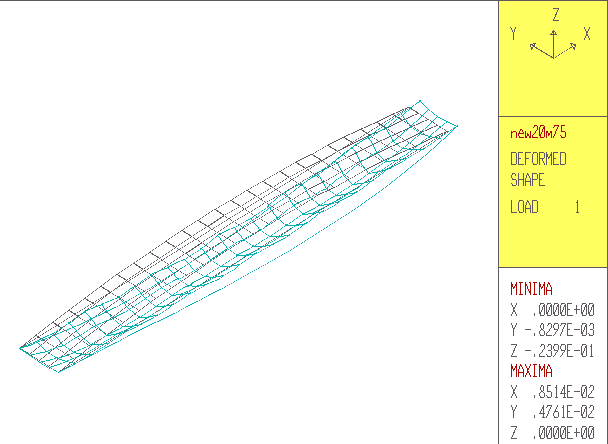 Z
Y X
new20m75
DEFORMED
SHAPE
LOAD 1
MINIMA
X .0000E+00
Y -.8297E-03
Z -.2399E-01
MAXIMA
X .8514E-02
Y .4761E-02
Z .0000E+00